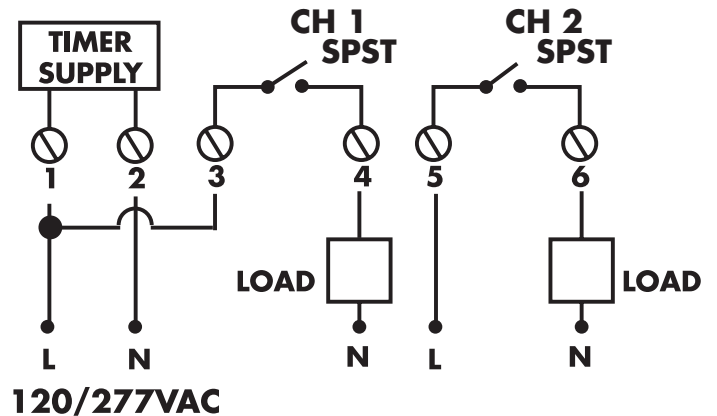 TIMER
SUPPLY
CH 1
SPST
CH 2
SPST
1 2 3 4 5 6
LOAD
LOAD
L N N L N
120/277VAC